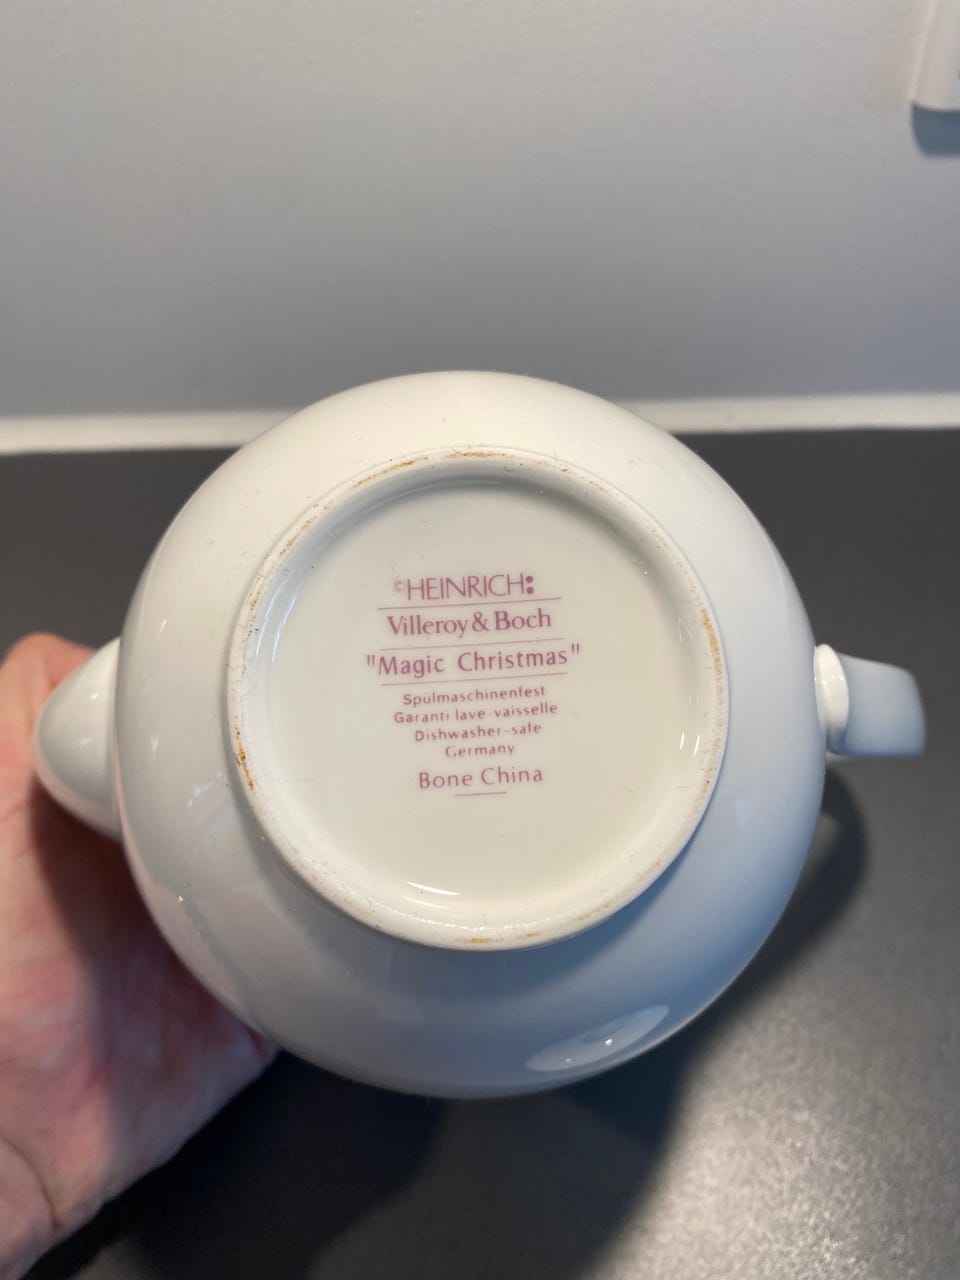 ©HEINRICH:
Villeroy & Boch
"Magic Christmas"
Spülmaschinenfest
Garanti lave-vaisselle
Dishwasher-safe
Germany
Bone China